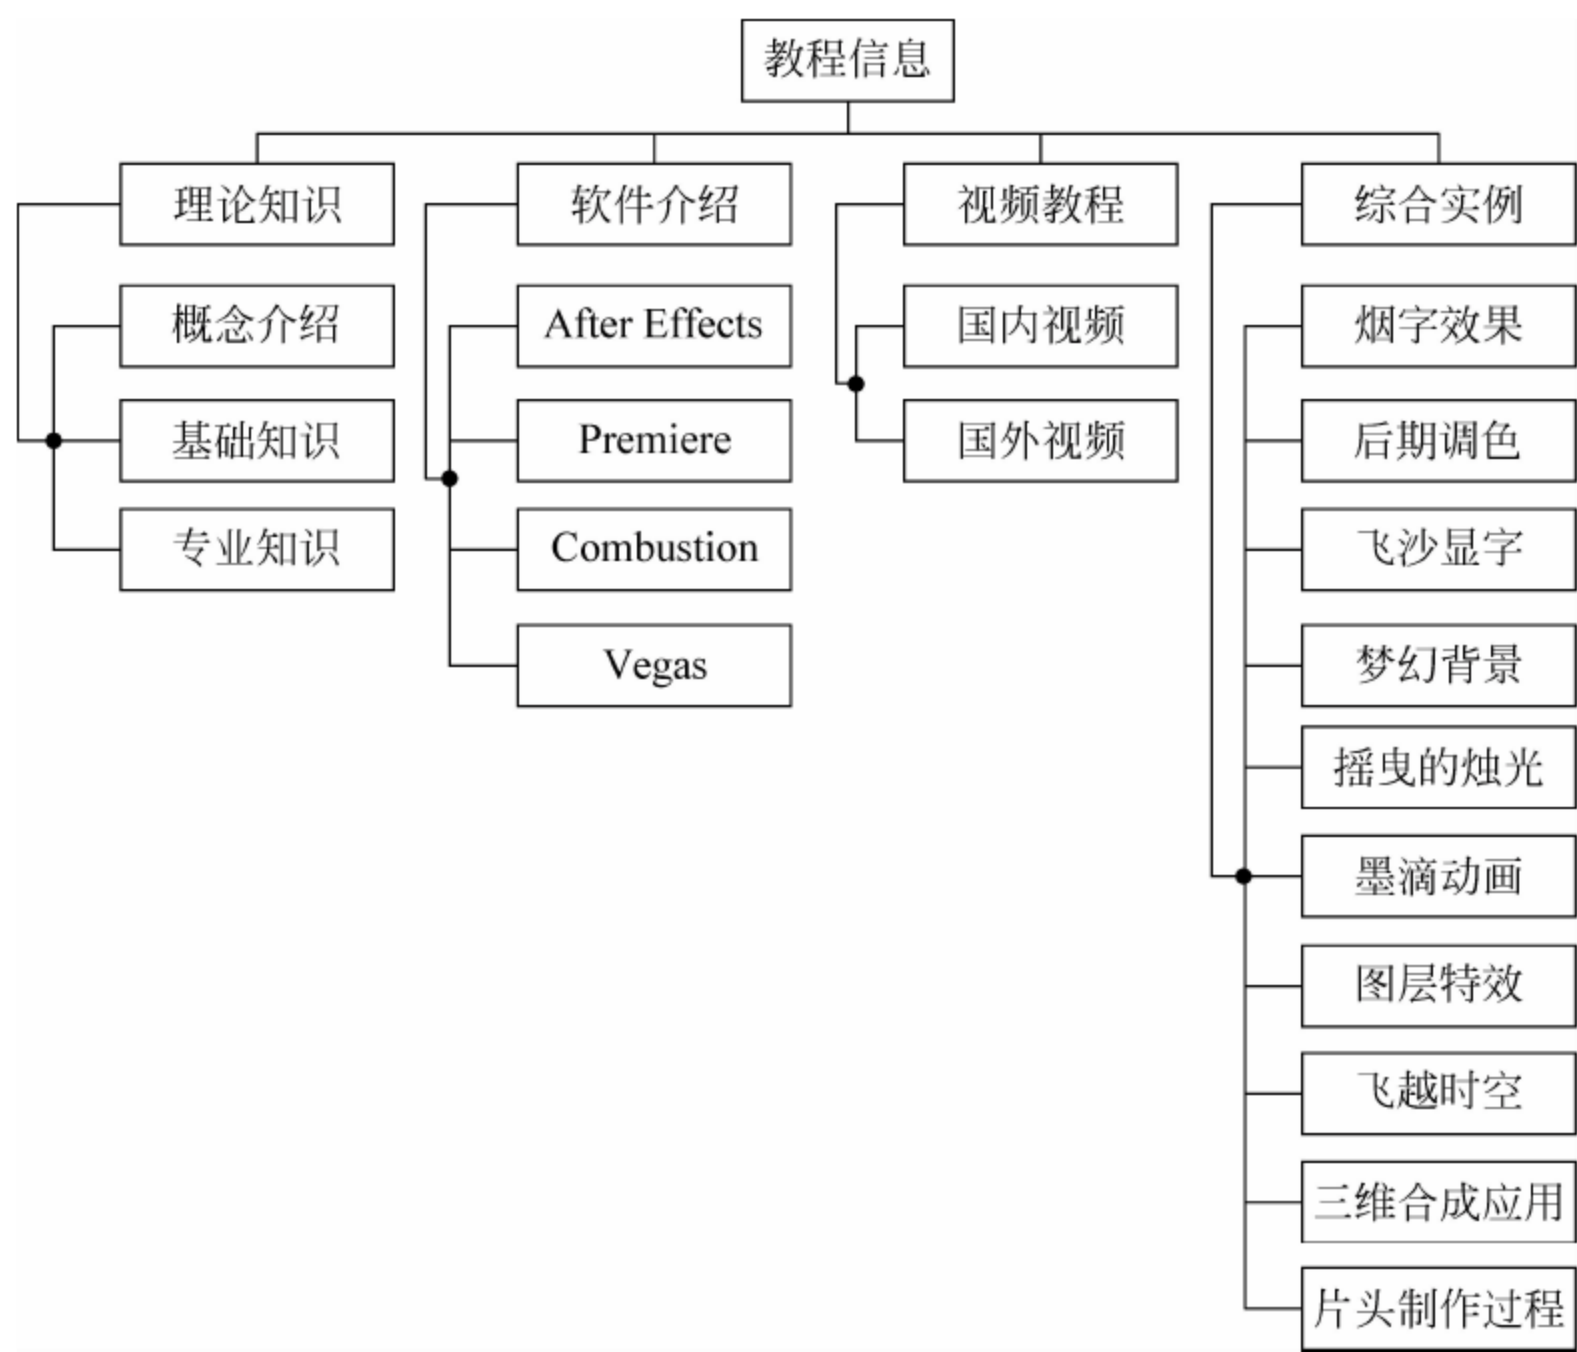 教程信息
理论知识
概念介绍
基础知识
专业知识
软件介绍
After Effects
Premiere
Combustion
Vegas
视频教程
国内视频
国外视频
综合实例
烟字效果
后期调色
飞沙显字
梦幻背景
摇曳的烛光
墨滴动画
图层特效
飞越时空
三维合成应用
片头制作过程